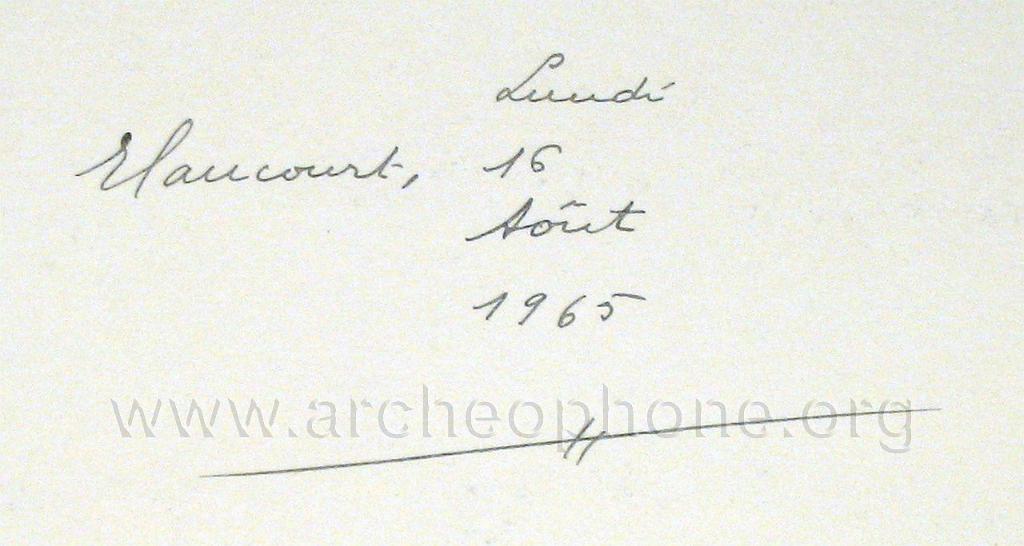 Lundi
Elancourt, 16
Août
1965
www.archeophone.org